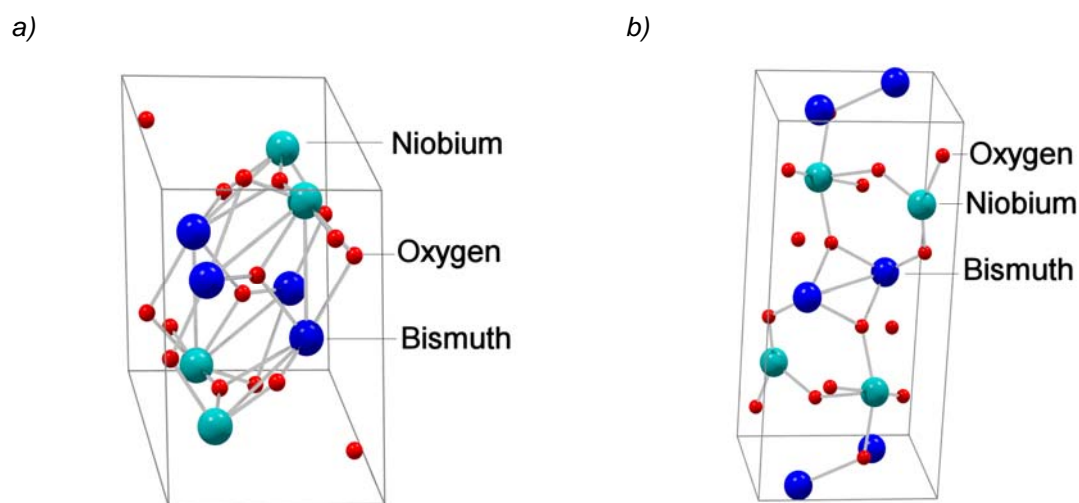 a)
b)
Niobium
Oxygen
Bismuth
Oxygen
Niobium
Bismuth